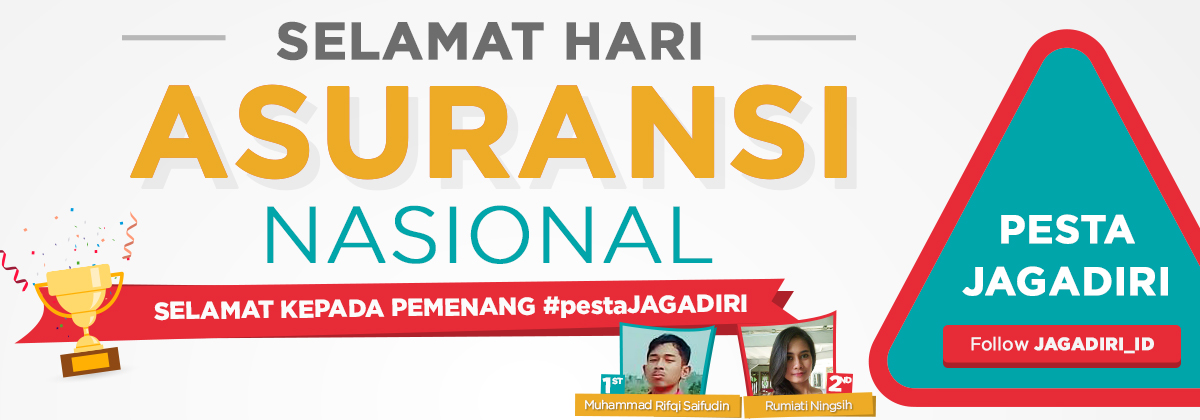 SELAMAT HARI
ASURANSI
NASIONAL
SELAMAT KEPADA PEMENANG #pestaJAGADIRI
1ST
Muhammad Rifqi Saifudin
2ND
Rumiati Ningsih
PESTA
JAGADIRI
Follow JAGADIRI_ID